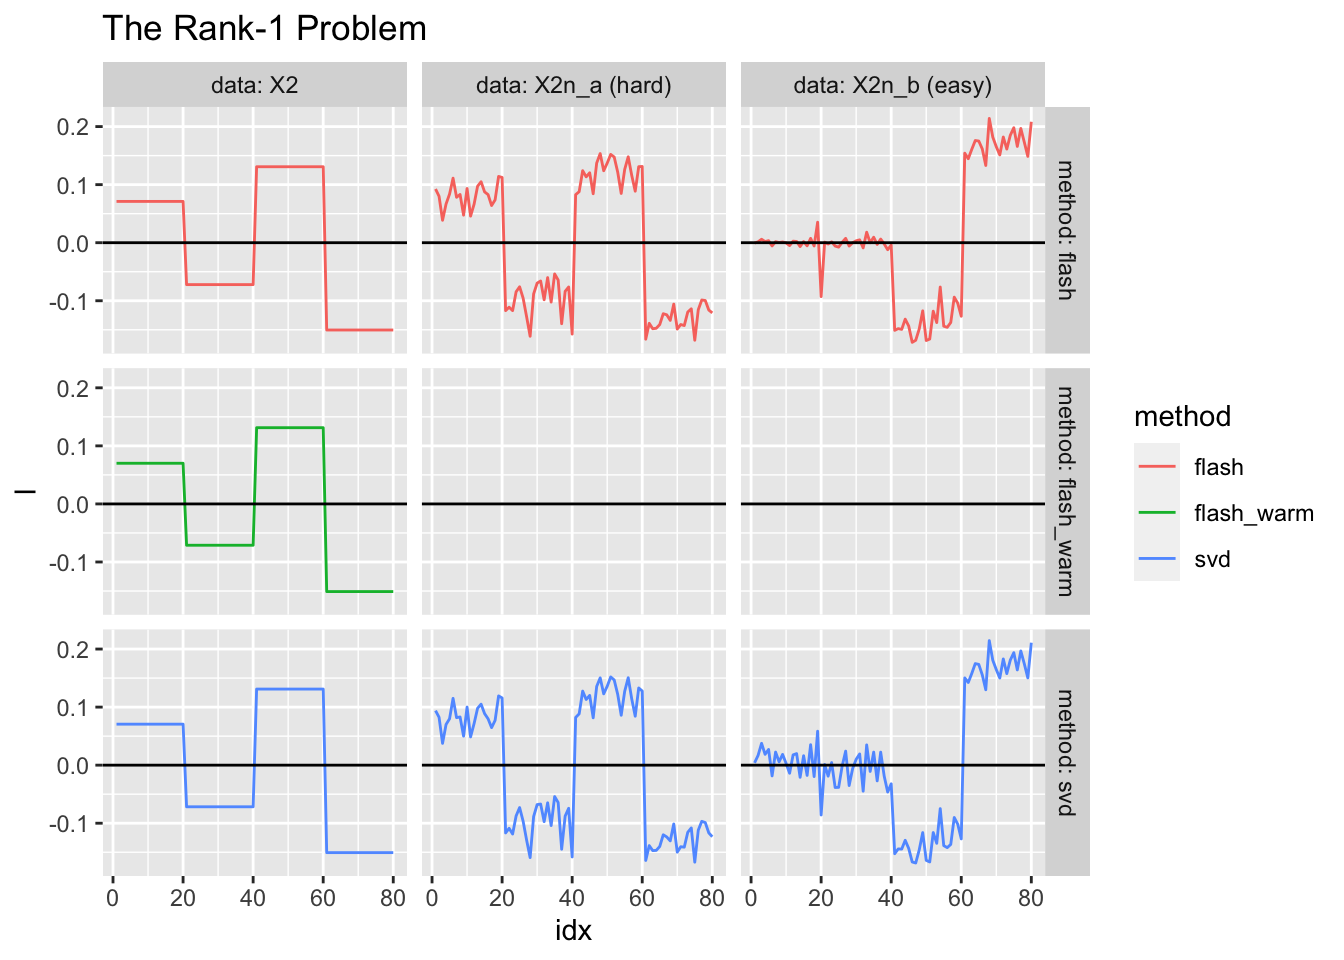 The Rank-1 Problem
data: X2
data: X2n_a (hard)
data: X2n_b (easy)
0.2
0.1
0.0
-0.1
method: flash
0.2
0.1
0.0
-0.1
method: flash_warm
0.2
0.1
0.0
-0.1
method: svd
l
0 20 40 60 80
0 20 40 60 80
0 20 40 60 80
idx
method
flash
flash_warm
svd